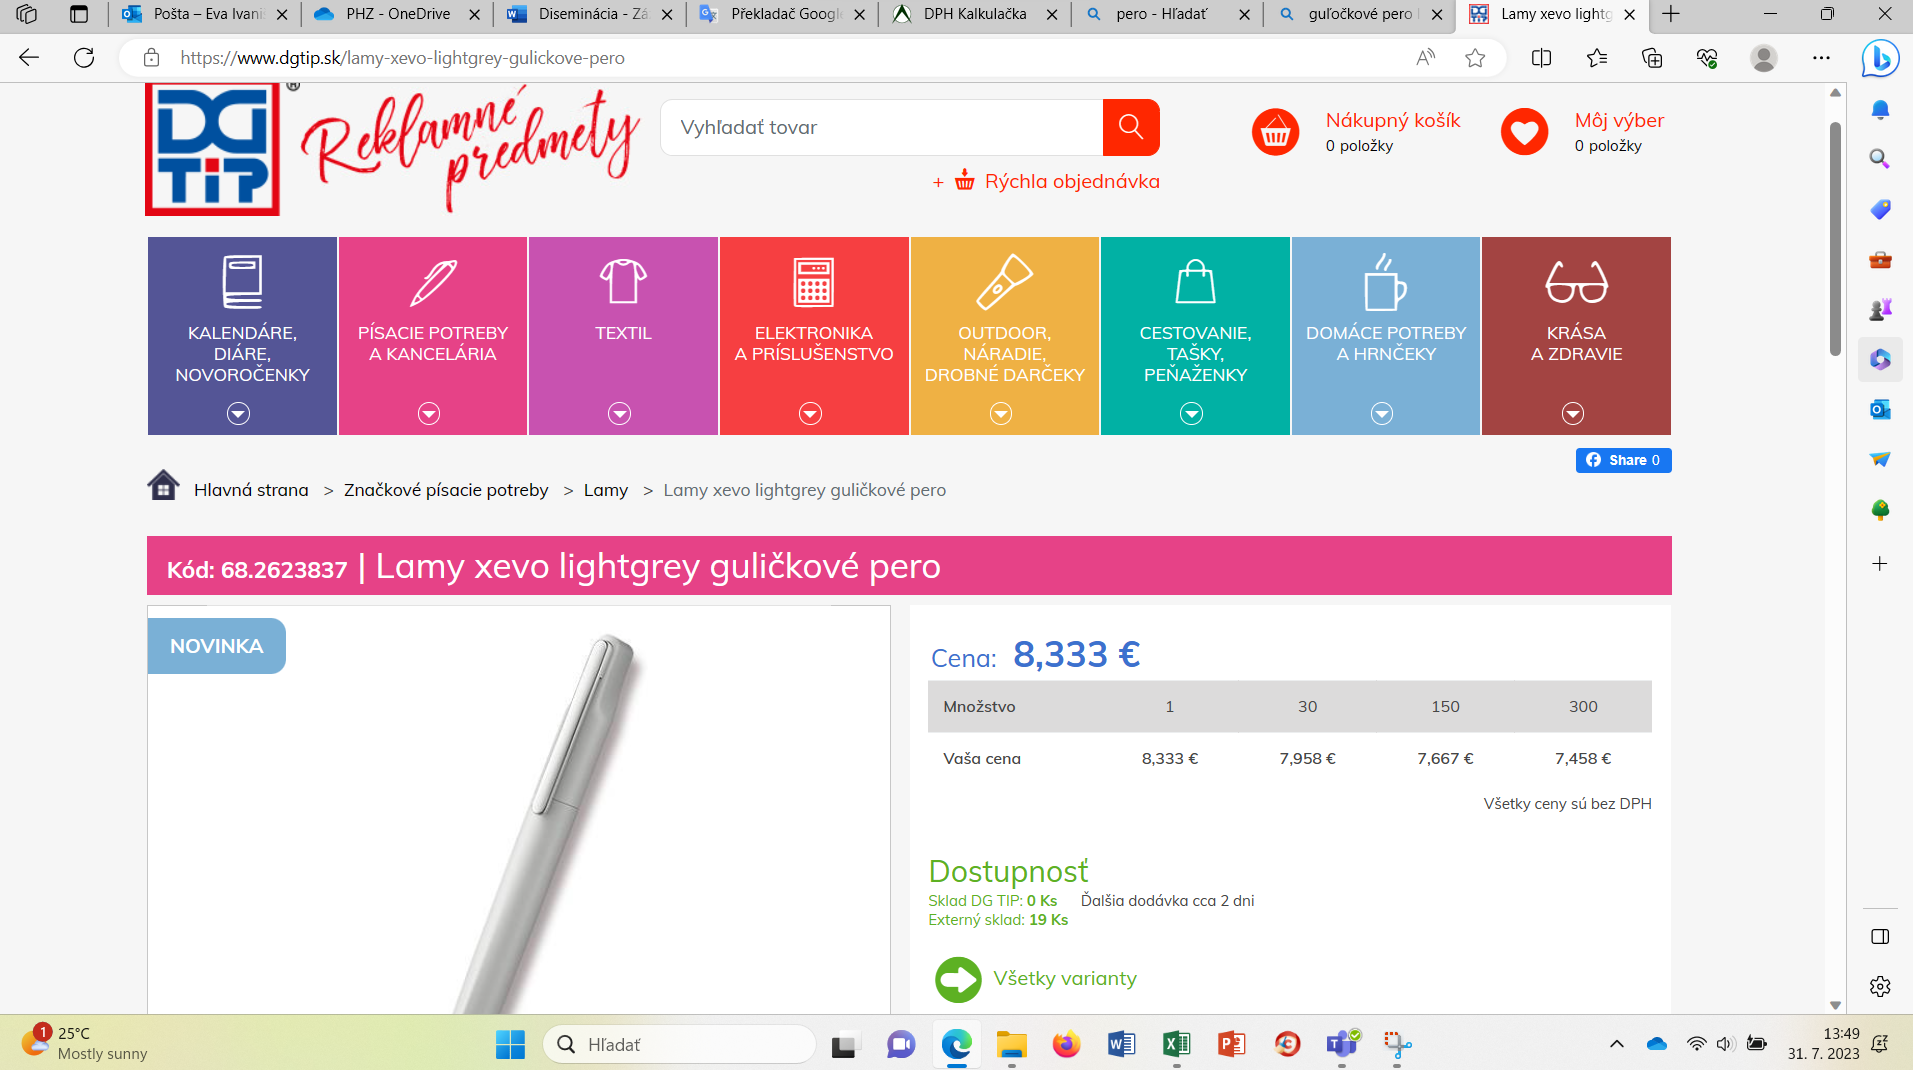 Pošta – Eva Ivani
PHZ - OneDrive
Diseminácia - Zá
Překladač Google
DPH Kalkulačka
pero - Hľadať
guľočkové pero
Lamy xevo lightg
https://www.dgtip.sk/lamy-xevo-lightgrey-gulickove-pero
DG
TiP
®
Reklamné
predmety
Vyhľadať tovar
+ Rýchla objednávka
Nákupný košík
0 položky
Môj výber
0 položky
KALENDÁRE,
DIÁRE,
NOVOROČENKY
PÍSACIE POTREBY
A KANCELÁRIA
TEXTIL
ELEKTRONIKA
A PRÍSLUŠENSTVO
OUTDOOR,
NÁRADIE,
DROBNÉ DARČEKY
CESTOVANIE,
TAŠKY,
PEŇAŽENKY
DOMÁCE POTREBY
A HRNČEKY
KRÁSA
A ZDRAVIE
Share 0
Hlavná strana > Značkové písacie potreby > Lamy > Lamy xevo lightgrey guličkové pero
Kód: 68.2623837 | Lamy xevo lightgrey guličkové pero
NOVINKA
Cena: 8,333 €
Množstvo 1 30 150 300
Vaša cena 8,333 € 7,958 € 7,667 € 7,458 €
Všetky ceny sú bez DPH
Dostupnosť
Sklad DG TIP: 0 Ks Ďalšia dodávka cca 2 dni
Externý sklad: 19 Ks
Všetky varianty
1
25°C
Mostly sunny
Hľadať
13:49
31. 7. 2023